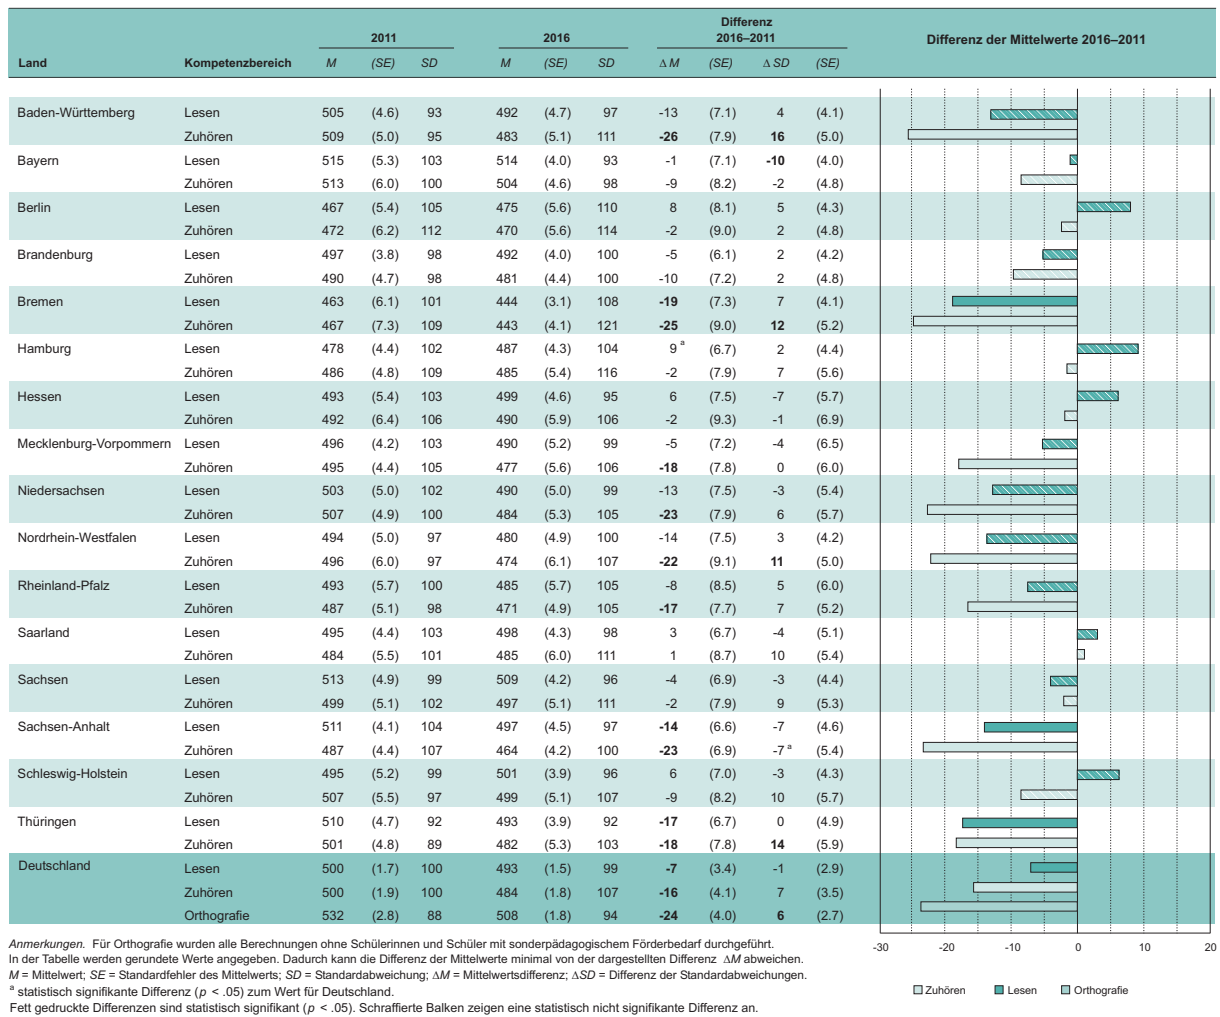 Differenz
2011 2016 2016–2011 Differenz der Mittelwerte 2016–2011
Land Kompetenzbereich M (SE) SD M (SE) SD Δ M (SE) Δ SD (SE)
Baden-Württemberg Lesen 505 (4.6) 93 492 (4.7) 97 -13 (7.1) 4 (4.1)
Zuhören 509 (5.0) 95 483 (5.1) 111 -26 (7.9) 16 (5.0)
Bayern Lesen 515 (5.3) 103 514 (4.0) 93 -1 (7.1) -10 (4.0)
Zuhören 513 (6.0) 100 504 (4.6) 98 -9 (8.2) -2 (4.8)
Berlin Lesen 467 (5.4) 105 475 (5.6) 110 8 (8.1) 5 (4.3)
Zuhören 472 (6.2) 112 470 (5.6) 114 -2 (9.0) 2 (4.8)
Brandenburg Lesen 497 (3.8) 98 492 (4.0) 100 -5 (6.1) 2 (4.2)
Zuhören 490 (4.7) 98 481 (4.4) 100 -10 (7.2) 2 (4.8)
Bremen Lesen 463 (6.1) 101 444 (3.1) 108 -19 (7.3) 7 (4.1)
Zuhören 467 (7.3) 109 443 (4.1) 121 -25 (9.0) 12 (5.2)
Hamburg Lesen 478 (4.4) 102 487 (4.3) 104 9 a (6.7) 2 (4.4)
Zuhören 486 (4.8) 109 485 (5.4) 116 -2 (7.9) 7 (5.6)
Hessen Lesen 493 (5.4) 103 499 (4.6) 95 6 (7.5) -7 (5.7)
Zuhören 492 (6.4) 106 490 (5.9) 106 -2 (9.3) -1 (6.9)
Mecklenburg-Vorpommern Lesen 496 (4.2) 103 490 (5.2) 99 -5 (7.2) -4 (6.5)
Zuhören 495 (4.4) 105 477 (5.6) 106 -18 (7.8) 0 (6.0)
Niedersachsen Lesen 503 (5.0) 102 490 (5.0) 99 -13 (7.5) -3 (5.4)
Zuhören 507 (4.9) 100 484 (5.3) 105 -23 (7.9) 6 (5.7)
Nordrhein-Westfalen Lesen 494 (5.0) 97 480 (4.9) 100 -14 (7.5) 3 (4.2)
Zuhören 496 (6.0) 97 474 (6.1) 107 -22 (9.1) 11 (5.0)
Rheinland-Pfalz Lesen 493 (5.7) 100 485 (5.7) 105 -8 (8.5) 5 (6.0)
Zuhören 487 (5.1) 98 471 (4.9) 105 -17 (7.7) 7 (5.2)
Saarland Lesen 495 (4.4) 103 498 (4.3) 98 3 (6.7) -4 (5.1)
Zuhören 484 (5.5) 101 485 (6.0) 111 1 (8.7) 10 (5.4)
Sachsen Lesen 513 (4.9) 99 509 (4.2) 96 -4 (6.9) -3 (4.4)
Zuhören 499 (5.1) 102 497 (5.1) 111 -2 (7.9) 9 (5.3)
Sachsen-Anhalt Lesen 511 (4.1) 104 497 (4.5) 97 -14 (6.6) -7 (4.6)
Zuhören 487 (4.4) 107 464 (4.2) 100 -23 (6.9) -7 a (5.4)
Schleswig-Holstein Lesen 495 (5.2) 99 501 (3.9) 96 6 (7.0) -3 (4.3)
Zuhören 507 (5.5) 97 499 (5.1) 107 -9 (8.2) 10 (5.7)
Thüringen Lesen 510 (4.7) 92 493 (3.9) 92 -17 (6.7) 0 (4.9)
Zuhören 501 (4.8) 89 482 (5.3) 103 -18 (7.8) 14 (5.9)
Deutschland Lesen 500 (1.7) 100 493 (1.5) 99 -7 (3.4) -1 (2.9)
Zuhören 500 (1.9) 100 484 (1.8) 107 -16 (4.1) 7 (3.5)
Orthografie 532 (2.8) 88 508 (1.8) 94 -24 (4.0) 6 (2.7)
-30 -20 -10 0 10 20
Anmerkungen. Für Orthografie wurden alle Berechnungen ohne Schülerinnen und Schüler mit sonderpädagogischem Förderbedarf durchgeführt.
In der Tabelle werden gerundete Werte angegeben. Dadurch kann die Differenz der Mittelwerte minimal von der dargestellten Differenz ΔM abweichen.
M = Mittelwert; SE = Standardfehler des Mittelwerts; SD = Standardabweichung; ΔM = Mittelwertsdifferenz; ΔSD = Differenz der Standardabweichungen.
a statistisch signifikante Differenz (p < .05) zum Wert für Deutschland.
Fett gedruckte Differenzen sind statistisch signifikant (p < .05). Schraffierte Balken zeigen eine statistisch nicht signifikante Differenz an.
Zuhören Lesen Orthografie